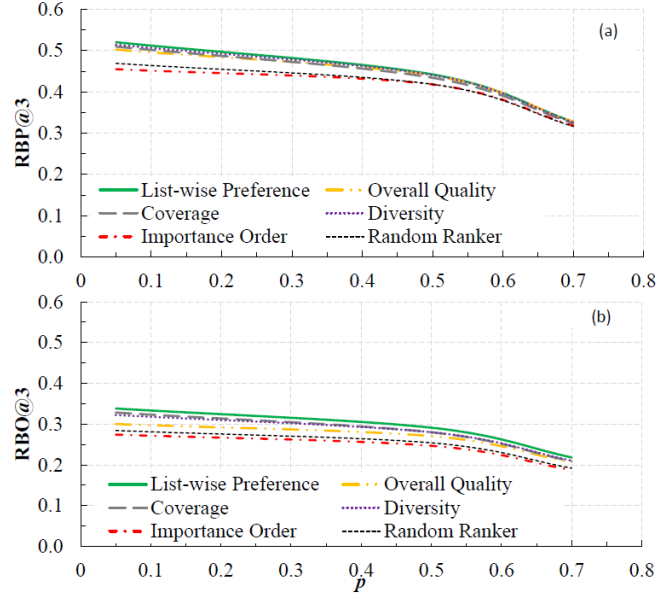 (a)
0.6
0.5
0.4
0.3
0.2
0.1
0.0
RBP@3
List-wise Preference Overall Quality
Coverage Diversity
Importance Order Random Ranker
0 0.1 0.2 0.3 0.4 0.5 0.6 0.7 0.8
(b)
0.6
0.5
0.4
0.3
0.2
0.1
0.0
RBO@3
List-wise Preference Overall Quality
Coverage Diversity
Importance Order Random Ranker
0 0.1 0.2 0.3 0.4 0.5 0.6 0.7 0.8
p